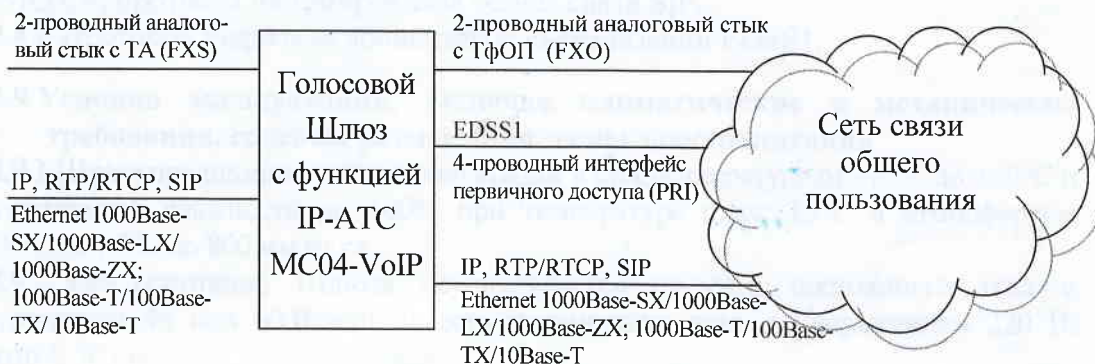 2-проводный аналого-
вый стык с ТА (FXS)
IP, RTP/RTCP, SIP
Ethernet 1000Base-
SX/1000Base-LX/
1000Base-ZX;
1000Base-T/100Base-
TX/10Base-T
Голосовой
Шлюз
с функцией
IP-АТС
MC04-VoIP
2-проводный аналоговый стык
с ТфОП (FXO)
EDSS1
4-проводный интерфейс
первичного доступа (PRI)
IP, RTP/RTCP, SIP
Ethernet 1000Base-SX/1000Base-
LX/1000Base-ZX; 1000Base-T/100Base-
TX/10Base-T
Сеть связи
общего
пользования